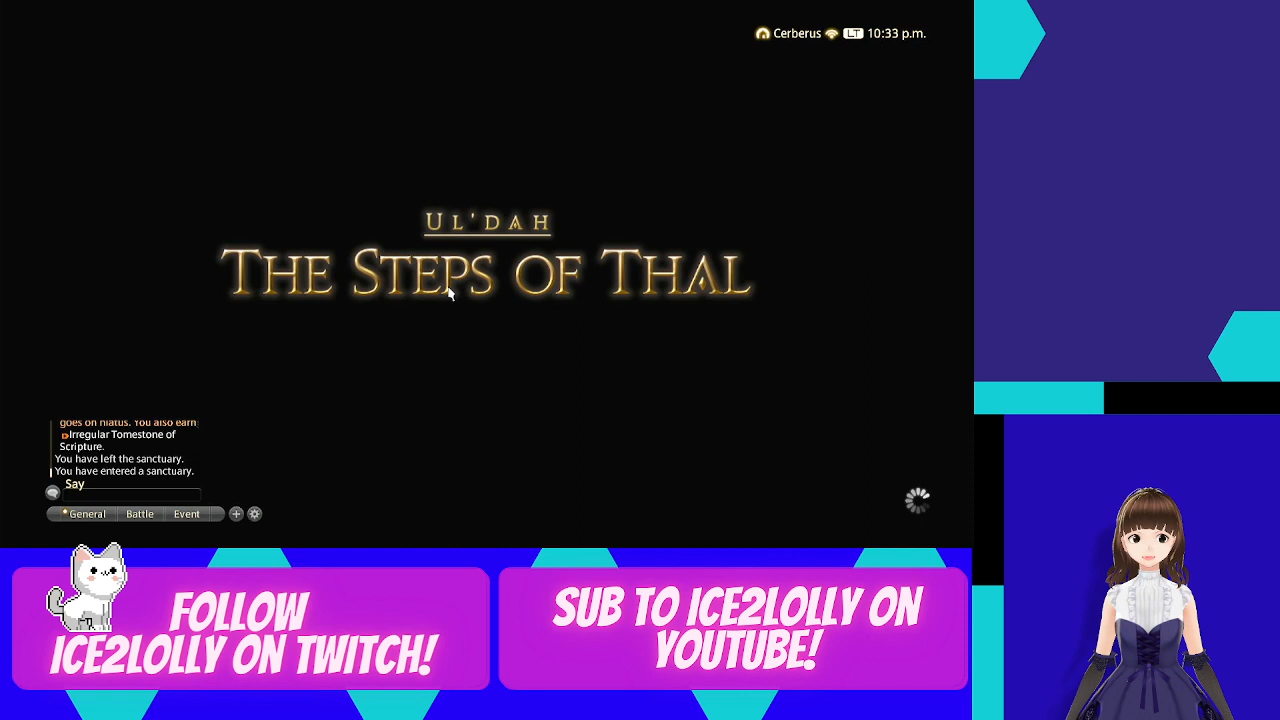 Cerberus LT 10:33 p.m.
UL'DAH
THE STEPS OF THAL
goes on hiatus. You also earn
Irregular Tomestone of
Scripture.
You have left the sanctuary.
You have entered a sanctuary.
Say
General Battle Event
FOLLOW
ICE2LOLLY ON TWITCH!
SUB TO ICE2LOLLY ON
YOUTUBE!